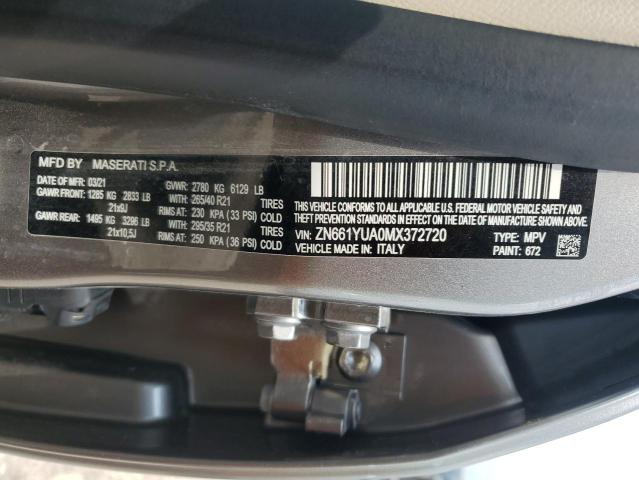 MFD BY MASERATI S.P.A.
DATE OF MFR: 03/21 GVWR: 2780 KG 6129 LB
GAWR FRONT: 1285 KG 2833 LB WITH TIRES 265/40 R21
21x9J WITH RIMS AT 230 KPA (33 PSI) COLD
GAWR REAR: 1495 KG 3296 LB WITH TIRES 295/35 R21
21x10,5J WITH RIMS AT 250 KPA (36 PSI) COLD
THIS VEHICLE CONFORMS TO ALL APPLICABLE U.S. FEDERAL MOTOR VEHICLE SAFETY, BUMPER,
AND THEFT PREVENTION STANDARDS IN EFFECT ON THE DATE OF MANUFACTURE SHOWN ABOVE.
VIN: ZN661YUA0MX372720 TYPE: MPV
VEHICLE MADE IN: ITALY PAINT: 672